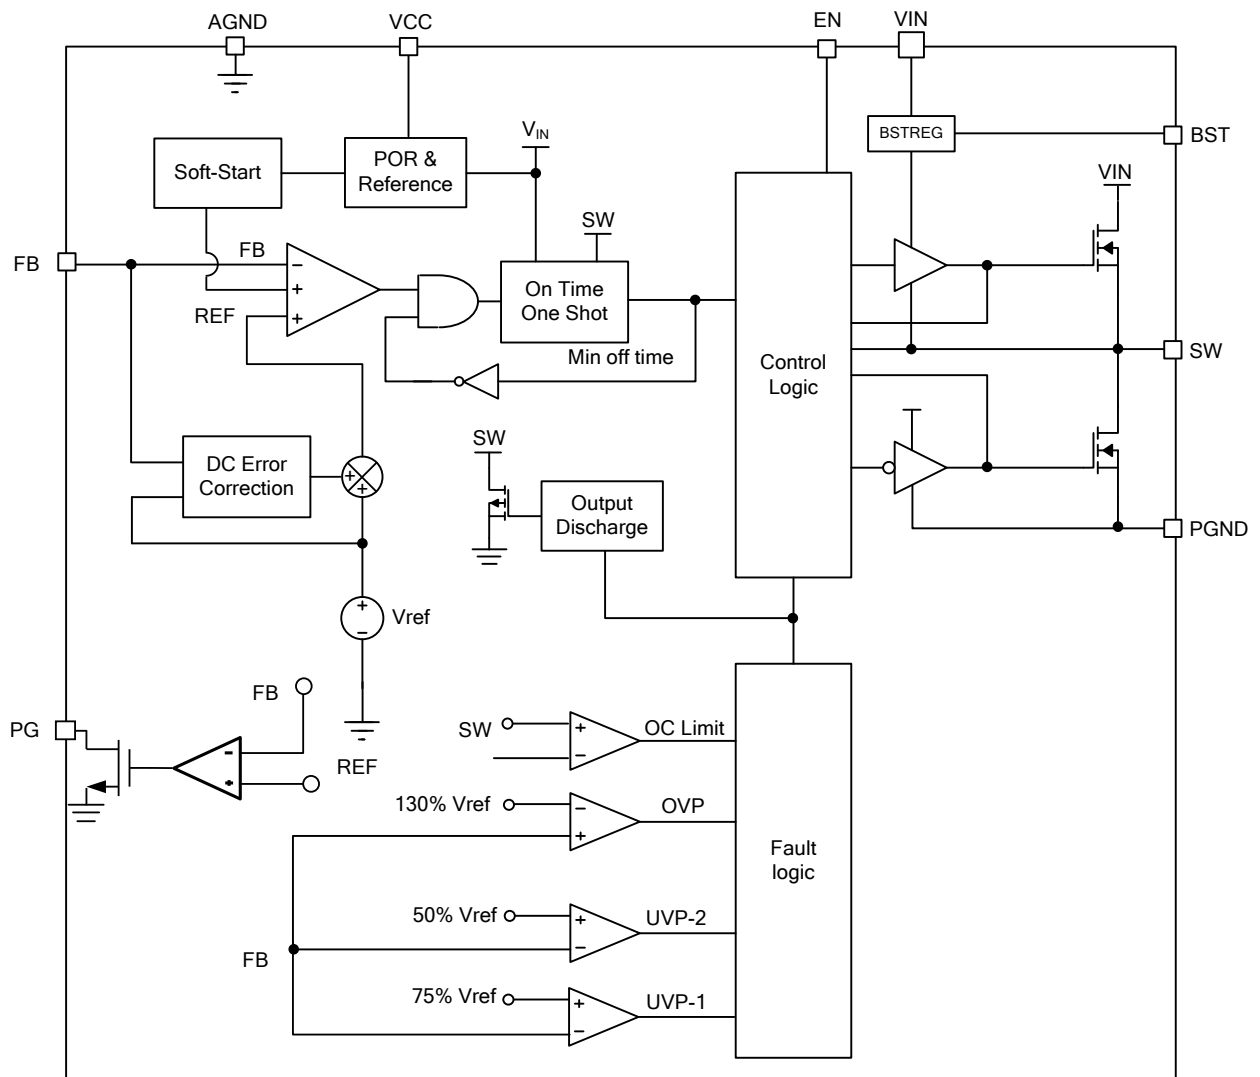 AGND
VCC
EN
VIN
BSTREG
BST
VIN
POR &
Reference
Soft-Start
VIN
SW
FB
FB
−
+
+
REF
On Time
One Shot
Min off time
Control
Logic
SW
DC Error
Correction
+
+
SW
Output
Discharge
PGND
+
−
Vref
FB
PG
-
+
REF
SW
+
−
OC Limit
130% Vref
−
+
OVP
Fault
logic
50% Vref
+
−
UVP-2
FB
75% Vref
+
−
UVP-1